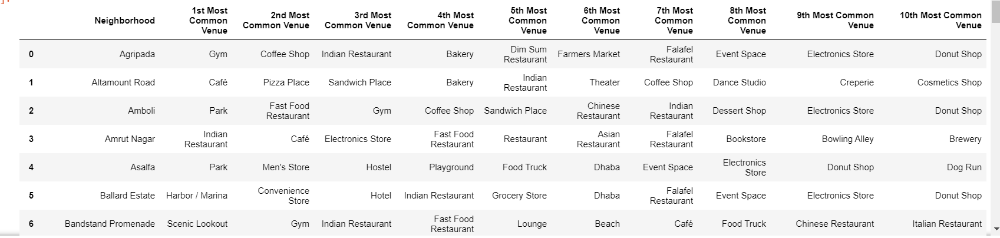 ]:
Neighborhood 1st Most Common Venue 2nd Most Common Venue 3rd Most Common Venue 4th Most Common Venue 5th Most Common Venue 6th Most Common Venue 7th Most Common Venue 8th Most Common Venue 9th Most Common Venue 10th Most Common Venue
0 Agripada Gym Coffee Shop Indian Restaurant Bakery Dim Sum Restaurant Farmers Market Falafel Restaurant Event Space Electronics Store Donut Shop
1 Altamount Road Café Pizza Place Sandwich Place Bakery Indian Restaurant Theater Coffee Shop Dance Studio Creperie Cosmetics Shop
2 Amboli Park Fast Food Restaurant Gym Coffee Shop Sandwich Place Chinese Restaurant Indian Restaurant Dessert Shop Electronics Store Donut Shop
3 Amrut Nagar Indian Restaurant Café Electronics Store Fast Food Restaurant Restaurant Asian Restaurant Falafel Restaurant Bookstore Bowling Alley Brewery
4 Asalfa Park Men's Store Hostel Playground Food Truck Dhaba Event Space Electronics Store Donut Shop Dog Run
5 Ballard Estate Harbor / Marina Convenience Store Hotel Indian Restaurant Grocery Store Dhaba Falafel Restaurant Event Space Electronics Store Donut Shop
6 Bandstand Promenade Scenic Lookout Gym Indian Restaurant Fast Food Restaurant Lounge Beach Café Food Truck Chinese Restaurant Italian Restaurant